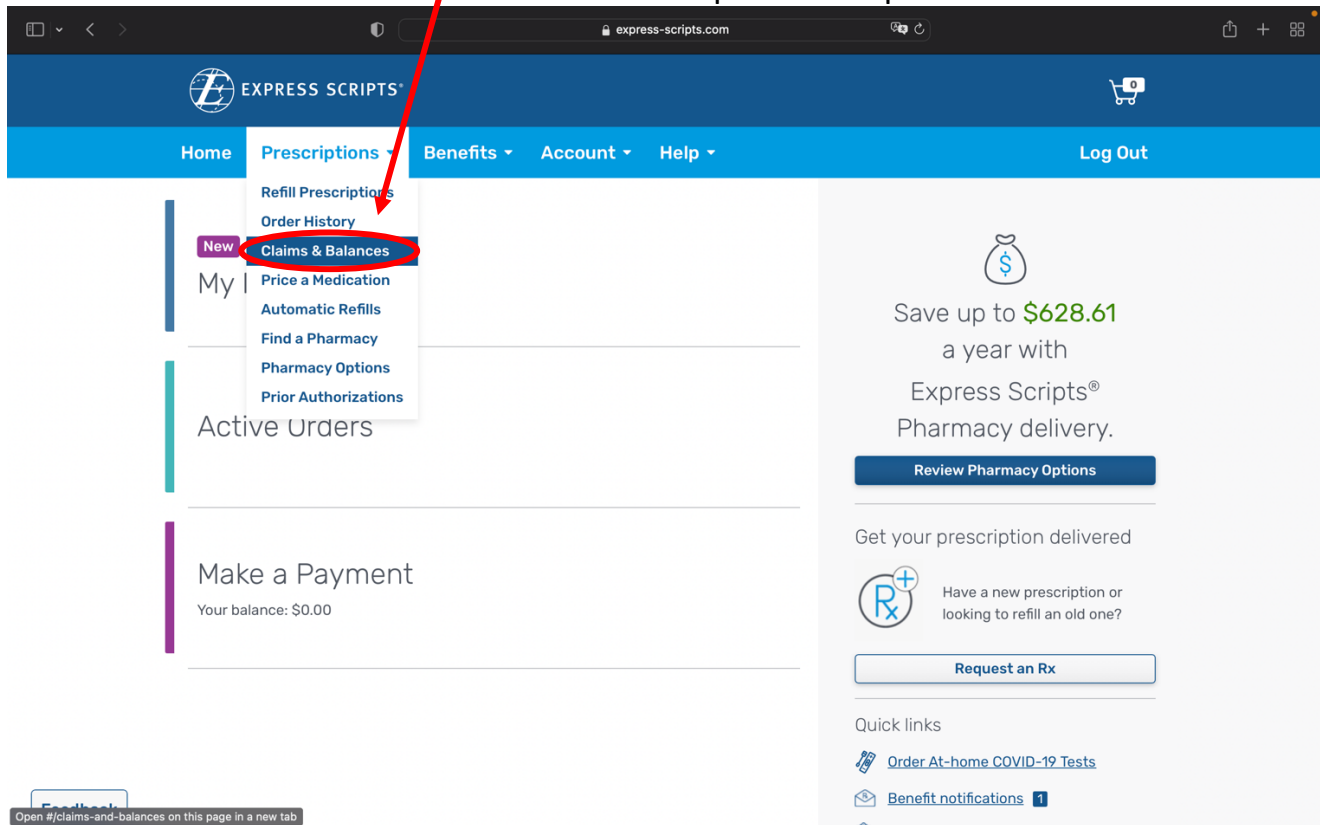 express-scripts.com
EXPRESS SCRIPTS®
0
Home Prescriptions Benefits Account Help Log Out
Refill Prescriptions
Order History
New
Claims & Balances
My
Price a Medication
Automatic Refills
Find a Pharmacy
Pharmacy Options
Prior Authorizations
Active Orders
Make a Payment
Your balance: $0.00
Save up to $628.61
a year with
Express Scripts®
Pharmacy delivery.
Review Pharmacy Options
Get your prescription delivered
Have a new prescription or
looking to refill an old one?
Request an Rx
Quick links
Order At-home COVID-19 Tests
Benefit notifications 1
Feedback
Open #/claims-and-balances on this page in a new tab